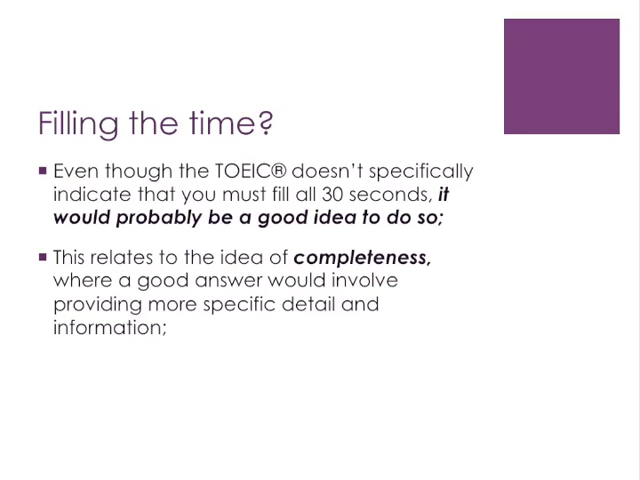 Filling the time?
Even though the TOEIC® doesn't specifically
indicate that you must fill all 30 seconds, it
would probably be a good idea to do so;
This relates to the idea of completeness,
where a good answer would involve
providing more specific detail and
information;